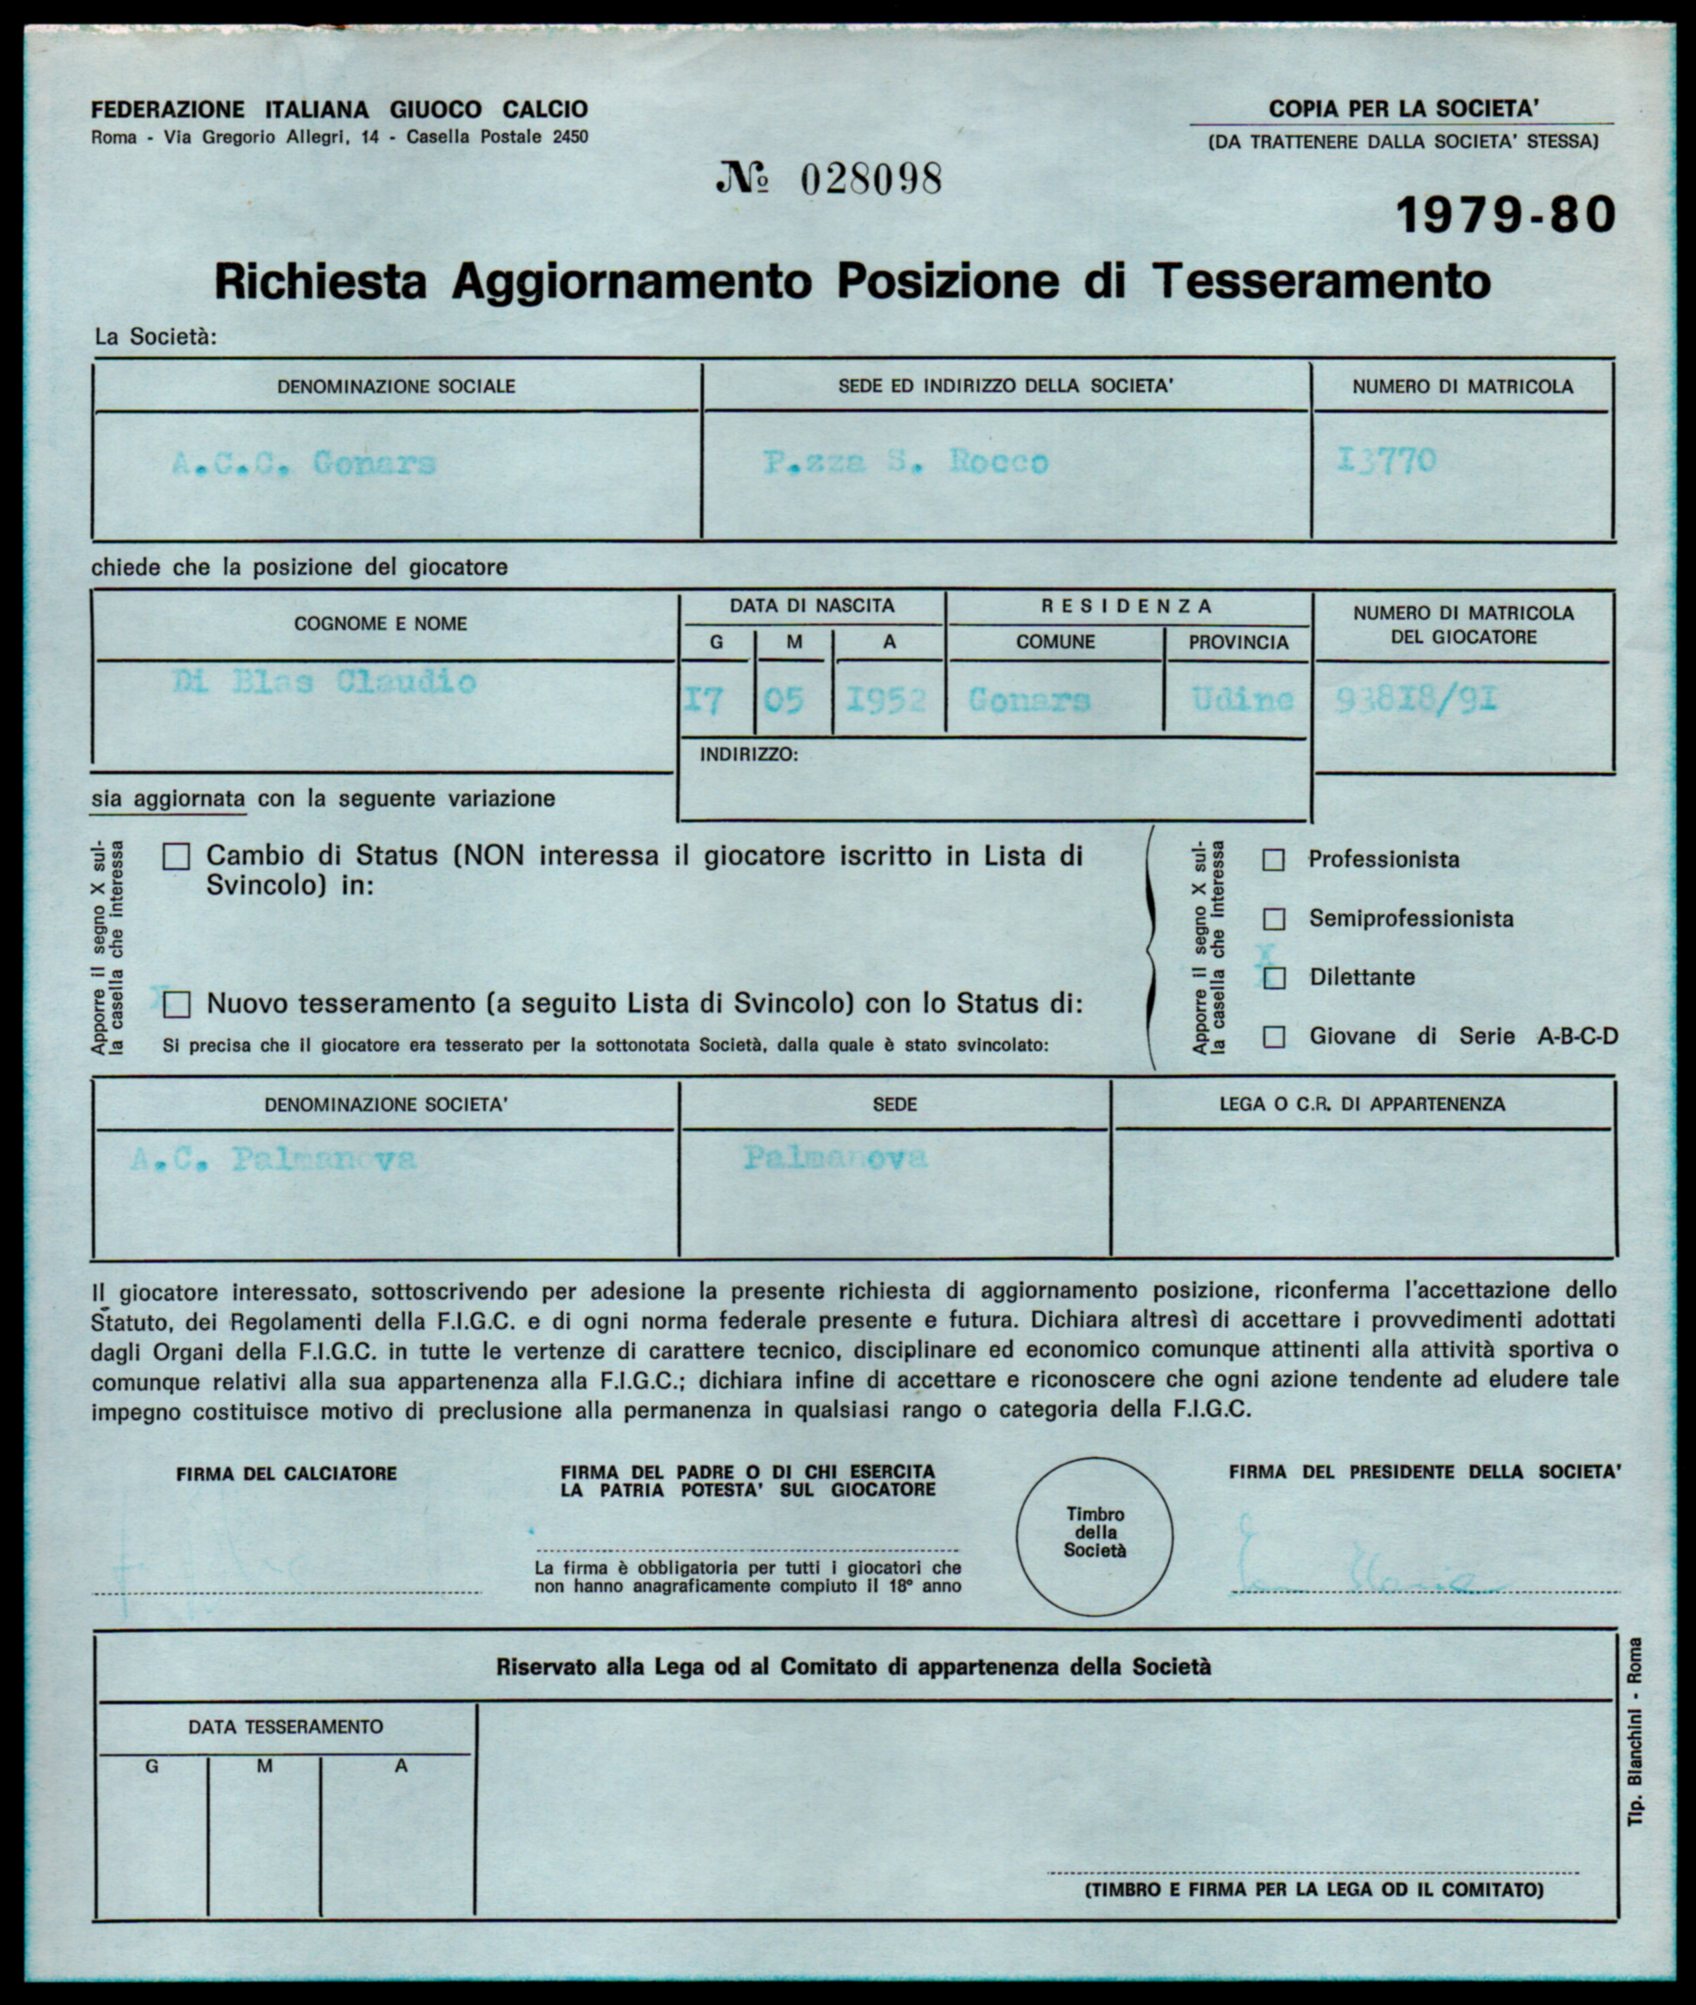 FEDERAZIONE ITALIANA GIUOCO CALCIO
Roma - Via Gregorio Allegri, 14 - Casella Postale 2450
COPIA PER LA SOCIETA'
(DA TRATTENERE DALLA SOCIETA' STESSA)
№ 028098
1979-80
Richiesta Aggiornamento Posizione di Tesseramento
La Società:
DENOMINAZIONE SOCIALE SEDE ED INDIRIZZO DELLA SOCIETA' NUMERO DI MATRICOLA
A.C.C. Gonars P.zza S. Rocco I3770
chiede che la posizione del giocatore
COGNOME E NOME DATA DI NASCITA RESIDENZA NUMERO DI MATRICOLA DEL GIOCATORE
G M A COMUNE PROVINCIA
Di Blas Claudio I7 05 I952 Gonars Udine 938I8/9I
INDIRIZZO:
sia aggiornata con la seguente variazione
Apporre il segno X sul-
la casella che interessa
Cambio di Status (NON interessa il giocatore iscritto in Lista di
Svincolo) in:
X Nuovo tesseramento (a seguito Lista di Svincolo) con lo Status di:
Si precisa che il giocatore era tesserato per la sottonotata Società, dalla quale è stato svincolato:
Apporre il segno X sul-
la casella che interessa
Professionista
Semiprofessionista
X Dilettante
Giovane di Serie A-B-C-D
DENOMINAZIONE SOCIETA' SEDE LEGA O C.R. DI APPARTENENZA
A.C. Palmanova Palmanova
Il giocatore interessato, sottoscrivendo per adesione la presente richiesta di aggiornamento posizione, riconferma l'accettazione dello
Statuto, dei Regolamenti della F.I.G.C. e di ogni norma federale presente e futura. Dichiara altresì di accettare i provvedimenti adottati
dagli Organi della F.I.G.C. in tutte le vertenze di carattere tecnico, disciplinare ed economico comunque attinenti alla attività sportiva o
comunque relativi alla sua appartenenza alla F.I.G.C.; dichiara infine di accettare e riconoscere che ogni azione tendente ad eludere tale
impegno costituisce motivo di preclusione alla permanenza in qualsiasi rango o categoria della F.I.G.C.
FIRMA DEL CALCIATORE
FIRMA DEL PADRE O DI CHI ESERCITA
LA PATRIA POTESTA' SUL GIOCATORE
La firma è obbligatoria per tutti i giocatori che
non hanno anagraficamente compiuto il 18° anno
Timbro
della
Società
FIRMA DEL PRESIDENTE DELLA SOCIETA'
Riservato alla Lega od al Comitato di appartenenza della Società
DATA TESSERAMENTO
G M A
(TIMBRO E FIRMA PER LA LEGA OD IL COMITATO)
Tip. Bianchini - Roma